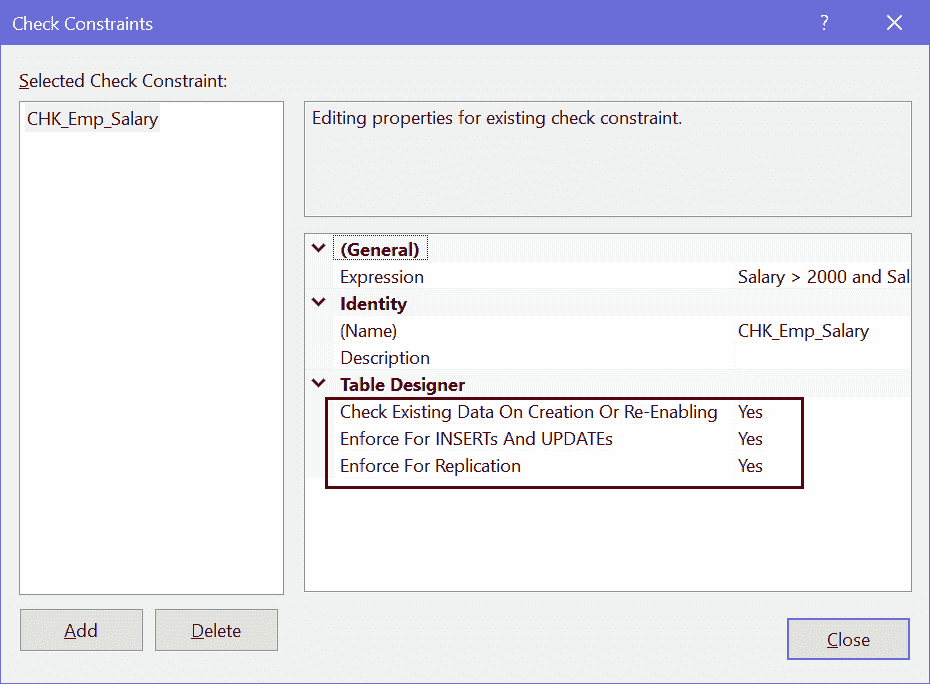 Check Constraints ?
Selected Check Constraint:
CHK_Emp_Salary
Editing properties for existing check constraint.
(General)
Expression Salary > 2000 and Sal
Identity
(Name) CHK_Emp_Salary
Description
Table Designer
Check Existing Data On Creation Or Re-Enabling Yes
Enforce For INSERTs And UPDATEs Yes
Enforce For Replication Yes
Add Delete
Close